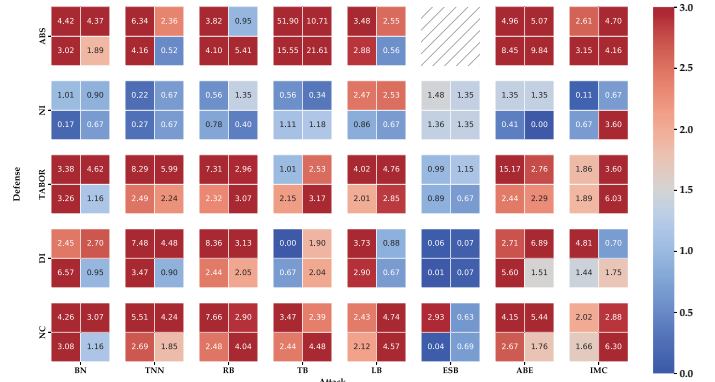 4.42 4.37 6.34 2.36 3.82 0.95 51.90 10.71 3.48 2.55 4.96 5.07 2.61 4.70 3.0
ABS
3.02 1.89 4.16 0.52 4.10 5.41 15.55 21.61 2.88 0.56 8.45 9.84 3.15 4.16
2.5
1.01 0.90 0.22 0.67 0.56 1.35 0.56 0.34 2.47 2.53 1.48 1.35 1.35 1.35 0.11 0.67
NI
0.17 0.67 0.27 0.67 0.78 0.40 1.11 1.18 0.86 0.67 1.36 1.35 0.41 0.00 0.67 3.60
2.0
3.38 4.62 8.29 5.99 7.31 2.96 1.01 2.53 4.02 4.76 0.99 1.15 15.17 2.76 1.86 3.60
Defense
TABOR
1.5
3.26 1.16 2.49 2.24 2.32 3.07 2.15 3.17 2.01 2.85 0.89 0.67 2.44 2.29 1.89 6.03
2.45 2.70 7.48 4.48 8.36 3.13 0.00 1.90 3.73 0.88 0.06 0.07 2.71 6.89 4.81 0.70
1.0
DI
6.57 0.95 3.47 0.90 2.44 2.05 0.67 2.04 2.90 0.67 0.01 0.07 5.60 1.51 1.44 1.75
0.5
4.26 3.07 5.51 4.24 7.66 2.90 3.47 2.39 2.43 4.74 2.93 0.63 4.15 5.44 2.02 2.88
NC
3.08 1.16 2.69 1.85 2.48 4.04 2.44 4.48 2.12 4.57 0.04 0.69 2.67 1.76 1.66 6.30
BN TNN RB TB LB ESB ABE IMC 0.0
Attack